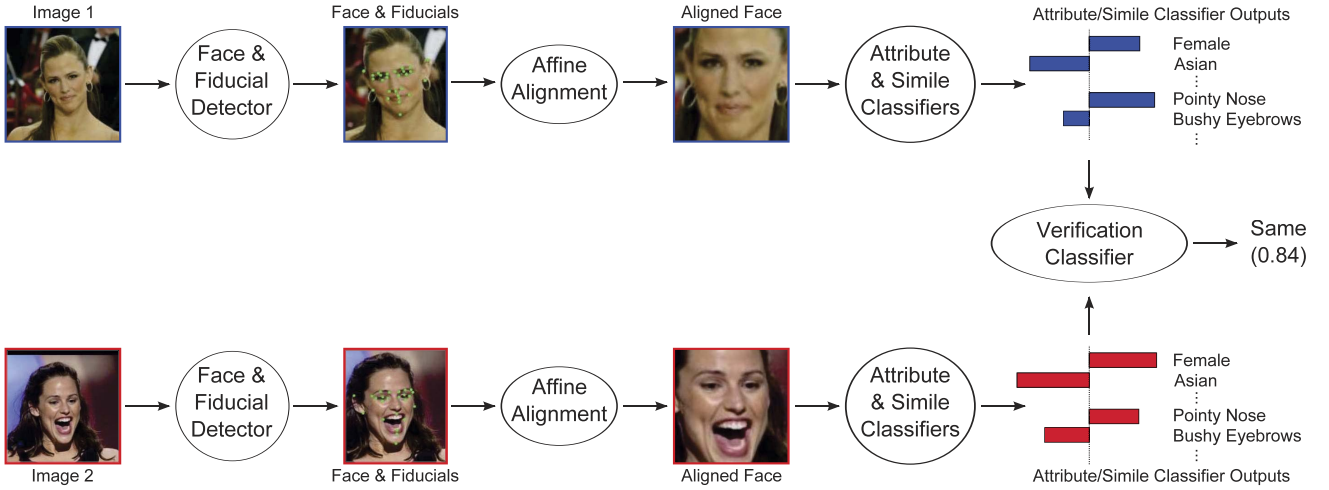 Image 1
Face &
Fiducial
Detector
Face & Fiducials
Affine
Alignment
Aligned Face
Attribute
& Simile
Classifiers
Attribute/Simile Classifier Outputs
Female
Asian
⋮
Pointy Nose
Bushy Eyebrows
⋮
Verification
Classifier
Same
(0.84)
Face &
Fiducial
Detector
Affine
Alignment
Attribute
& Simile
Classifiers
Female
Asian
⋮
Pointy Nose
Bushy Eyebrows
⋮
Image 2
Face & Fiducials
Aligned Face
Attribute/Simile Classifier Outputs